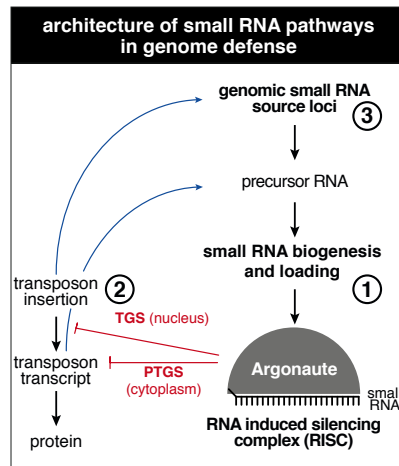 architecture of small RNA pathways
in genome defense
genomic small RNA
source loci
3
precursor RNA
small RNA biogenesis
and loading
1
transposon
insertion
2
TGS (nucleus)
transposon
transcript
PTGS
(cytoplasm)
protein
Argonaute
small
RNA
RNA induced silencing
complex (RISC)